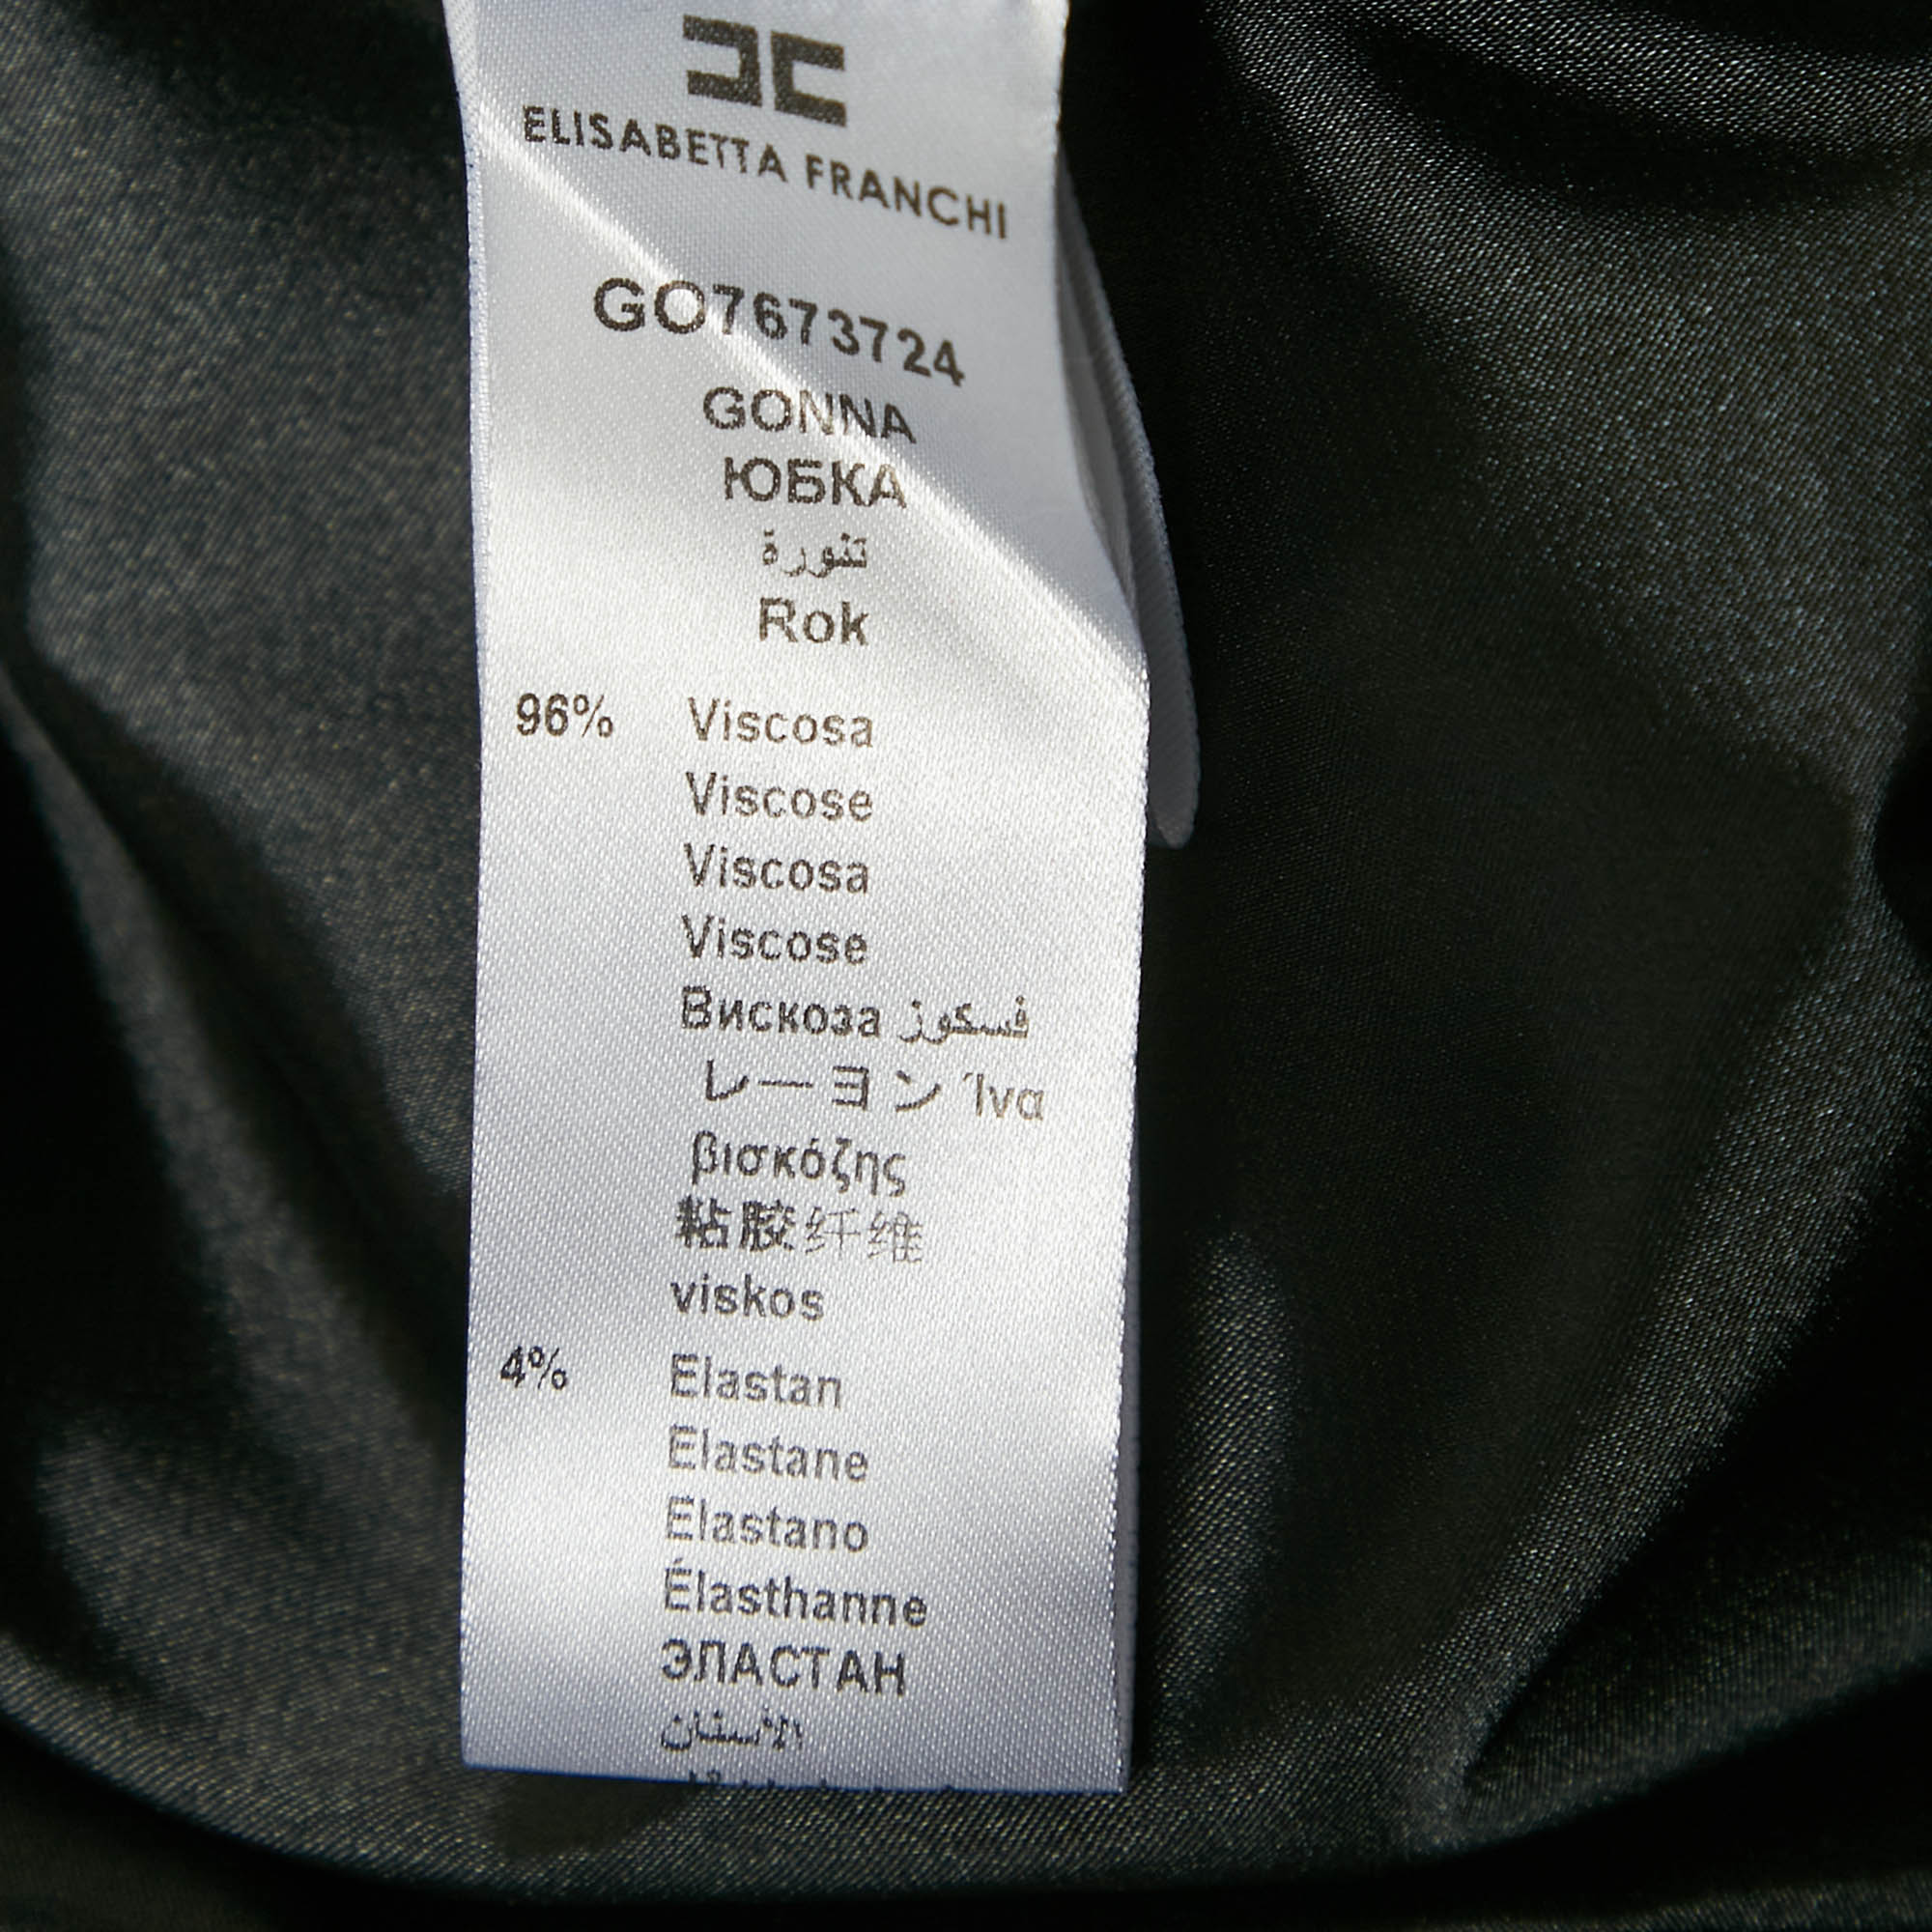 ELISABETTA FRANCHI
GO7673724
GONNA
ЮБКА
تنورة
Rok
96% Viscosa
Viscose
Viscosa
Viscose
Вискоза فسكوز
レーヨン Ίνα
βισκόζης
粘胶纤维
viskos
4% Elastan
Elastane
Elastano
Élasthanne
ЭЛАСТАН